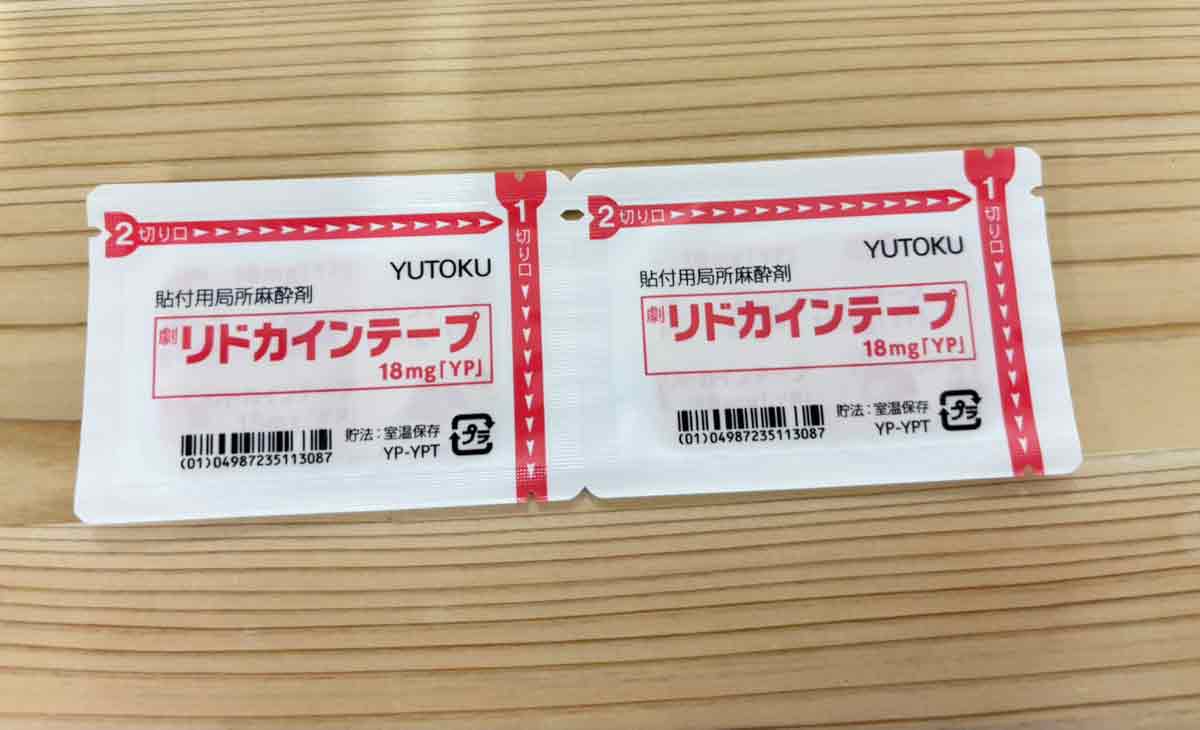 2 切り口
1 切り口
YUTOKU
貼付用局所麻酔剤
劇 リドカインテープ
18mg「YP」
貯法：室温保存
YP-YPT
プラ
(01)04987235113087
2 切り口
1 切り口
YUTOKU
貼付用局所麻酔剤
劇 リドカインテープ
18mg「YP」
貯法：室温保存
YP-YPT
プラ
(01)04987235113087